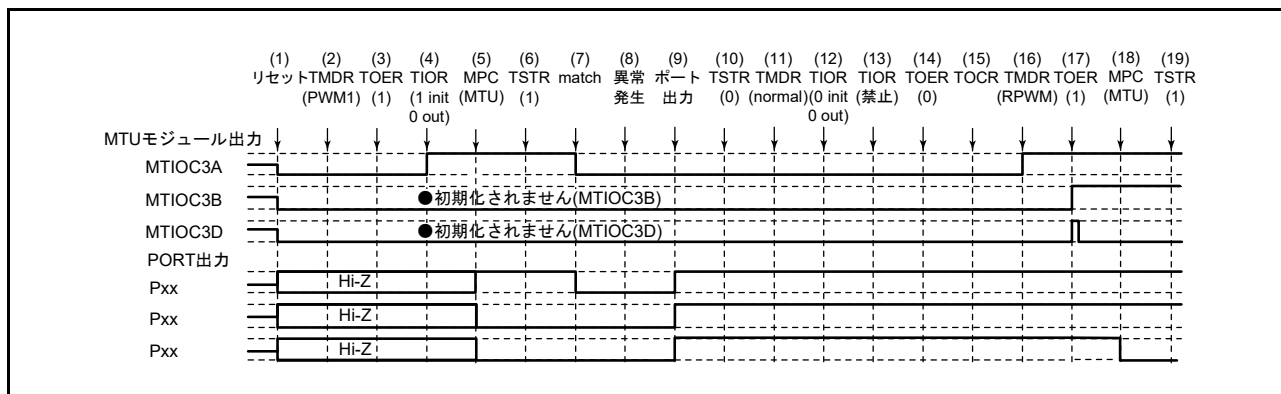 (1) (2) (3) (4) (5) (6) (7) (8) (9) (10) (11) (12) (13) (14) (15) (16) (17) (18) (19)
リセット TMDR TOER TIOR MPC TSTR match 異常 ポート TSTR TMDR TIOR TIOR TOER TOCR TMDR TOER MPC TSTR
(PWM1) (1) (1 init (MTU) (1) 発生 出力 (0) (normal) (0 init (禁止) (0) (RPWM) (1) (MTU) (1)
0 out) 0 out)
MTUモジュール出力
MTIOC3A
MTIOC3B ●初期化されません(MTIOC3B)
MTIOC3D ●初期化されません(MTIOC3D)
PORT出力
Pxx Hi-Z
Pxx Hi-Z
Pxx Hi-Z